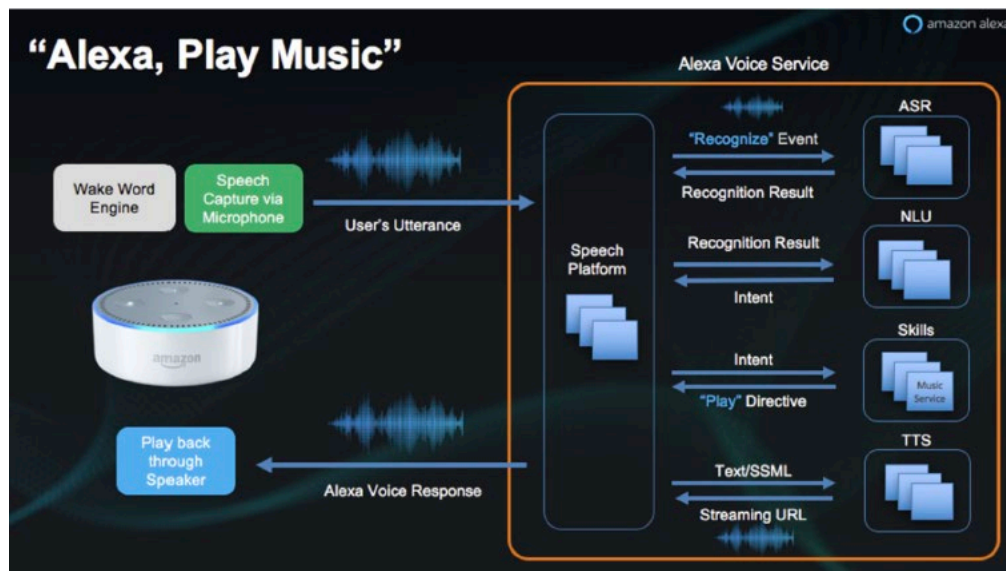 amazon alexa
“Alexa, Play Music”
Alexa Voice Service
ASR
“Recognize” Event
Recognition Result
Wake Word
Engine
Speech
Capture via
Microphone
User's Utterance
NLU
Speech
Platform
Recognition Result
Intent
amazon
Skills
Intent
“Play” Directive
Music
Service
Play back
through
Speaker
Alexa Voice Response
TTS
Text/SSML
Streaming URL